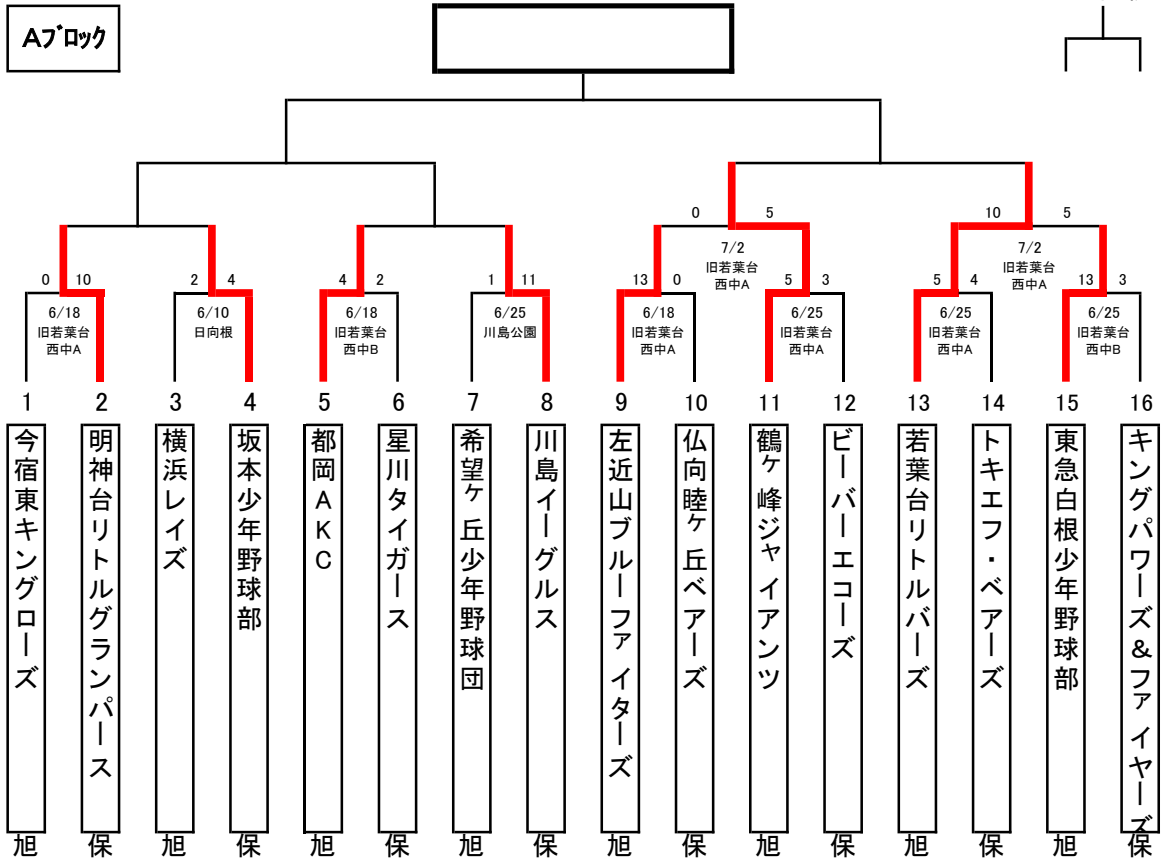 Aブロック
0 5 10 5
7/2 7/2
旧若葉台 旧若葉台
西中A 西中A
0 10 2 4 4 2 1 11 13 0 5 3 5 4 13 3
6/18 6/10 6/18 6/25 6/18 6/25 6/25 6/25
旧若葉台 日向根 旧若葉台 川島公園 旧若葉台 旧若葉台 旧若葉台 旧若葉台
西中A 西中B 西中A 西中A 西中A 西中B
1 2 3 4 5 6 7 8 9 10 11 12 13 14 15 16
今宿東キングローズ
明神台リトルグランパース
横浜レイズ
坂本少年野球部
都岡AKC
星川タイガース
希望ヶ丘少年野球団
川島イーグルス
左近山ブルーファイターズ
仏向睦ヶ丘ベアーズ
鶴ヶ峰ジャイアンツ
ビーバーエコーズ
若葉台リトルバーズ
トキエフ・ベアーズ
東急白根少年野球部
キングパワーズ&ファイヤーズ
旭 保 旭 保 旭 保 旭 保 旭 保 旭 保 旭 保 旭 保